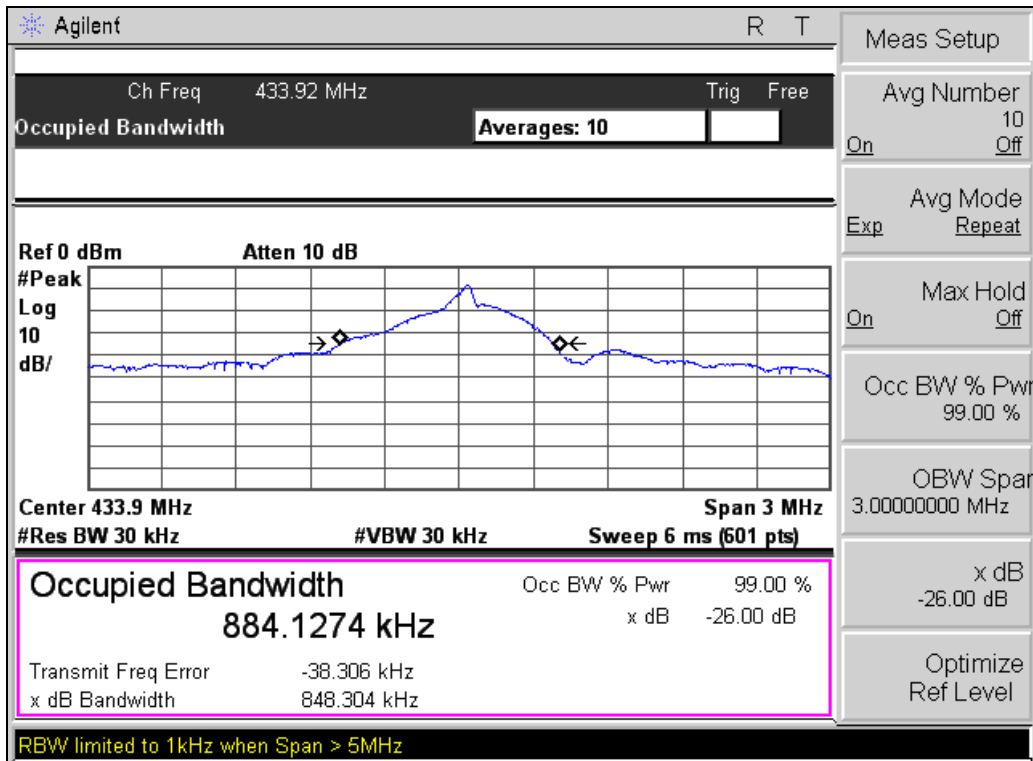 Agilent
R T
Ch Freq 433.92 MHz Trig Free
Occupied Bandwidth Averages: 10
Ref 0 dBm Atten 10 dB
#Peak
Log
10
dB/
Center 433.9 MHz Span 3 MHz
#Res BW 30 kHz #VBW 30 kHz Sweep 6 ms (601 pts)
Occupied Bandwidth Occ BW % Pwr 99.00 %
884.1274 kHz x dB -26.00 dB
Transmit Freq Error -38.306 kHz
x dB Bandwidth 848.304 kHz
RBW limited to 1kHz when Span > 5MHz
Meas Setup
Avg Number
10
On Off
Avg Mode
Exp Repeat
Max Hold
On Off
Occ BW % Pwr
99.00 %
OBW Span
3.00000000 MHz
x dB
-26.00 dB
Optimize
Ref Level